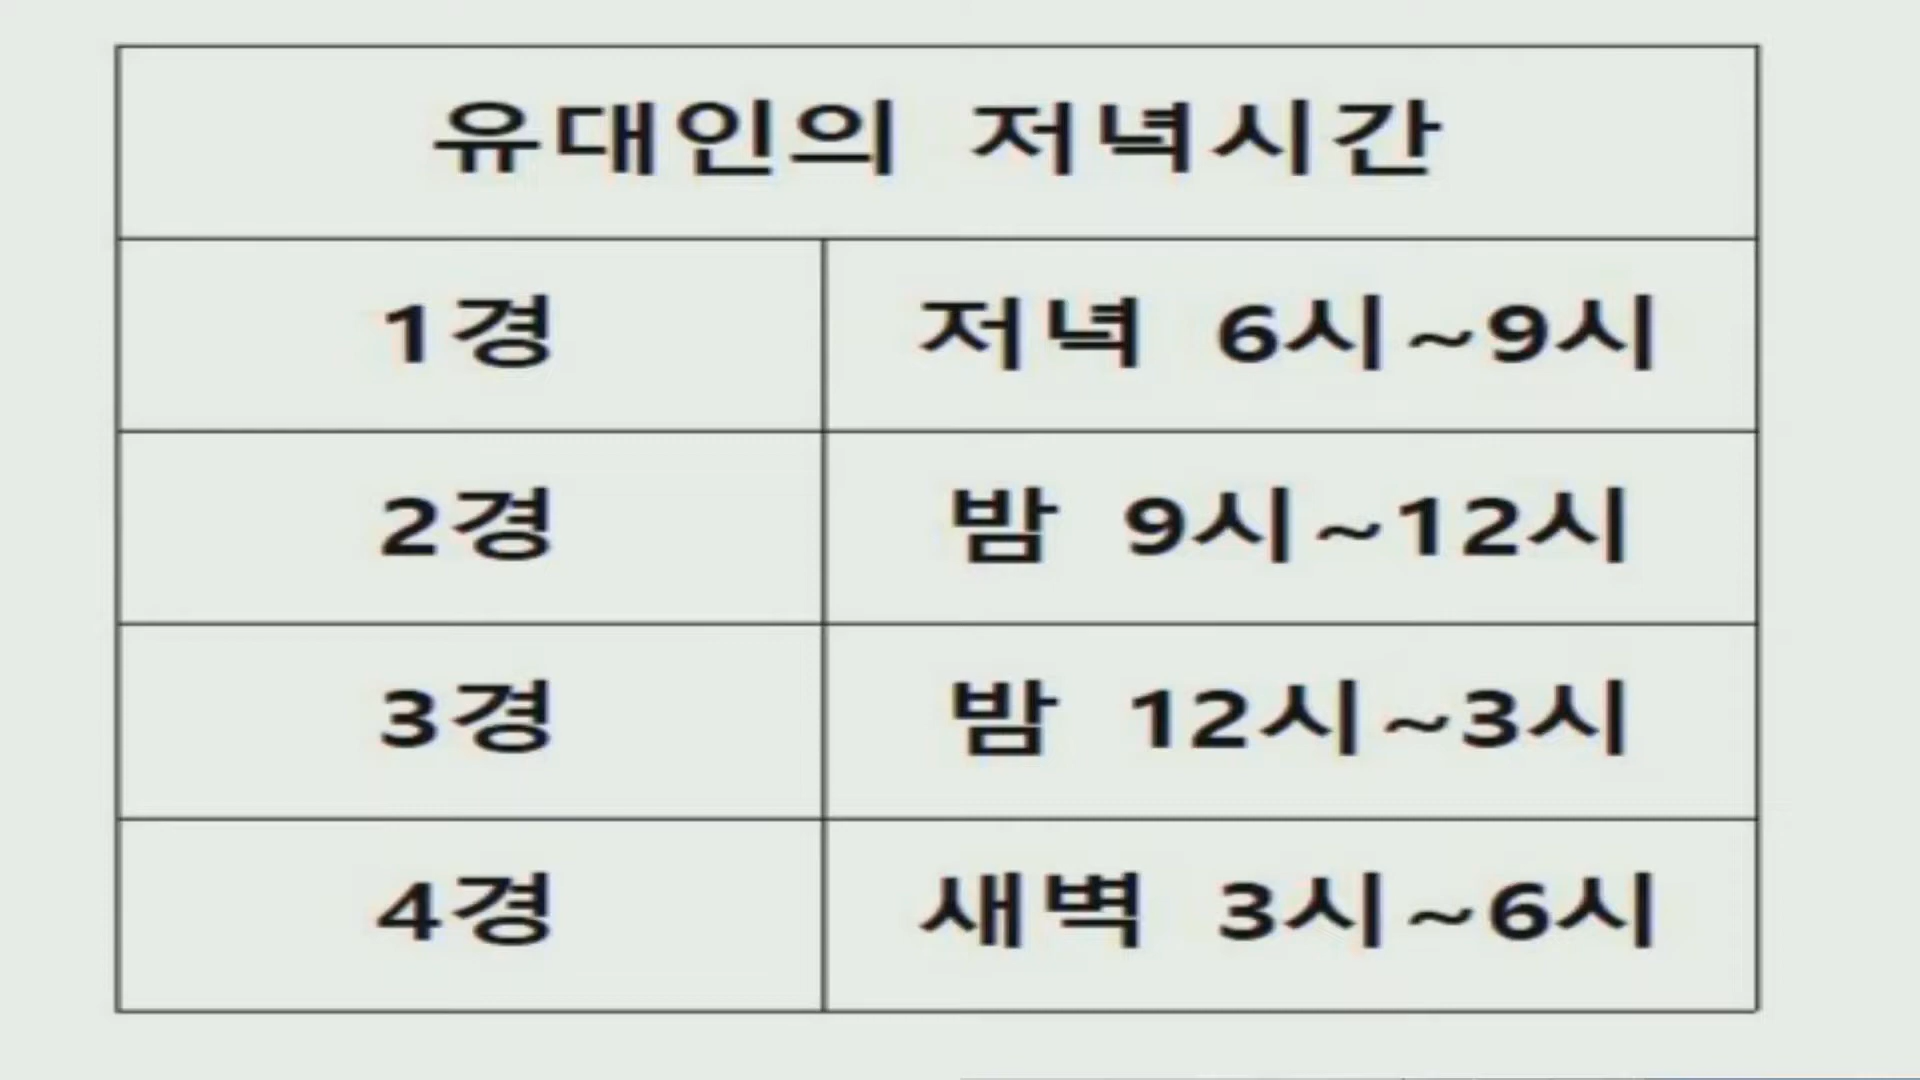 유대인의 저녁시간
1경 저녁 6시~9시
2경 밤 9시~12시
3경 밤 12시~3시
4경 새벽 3시~6시